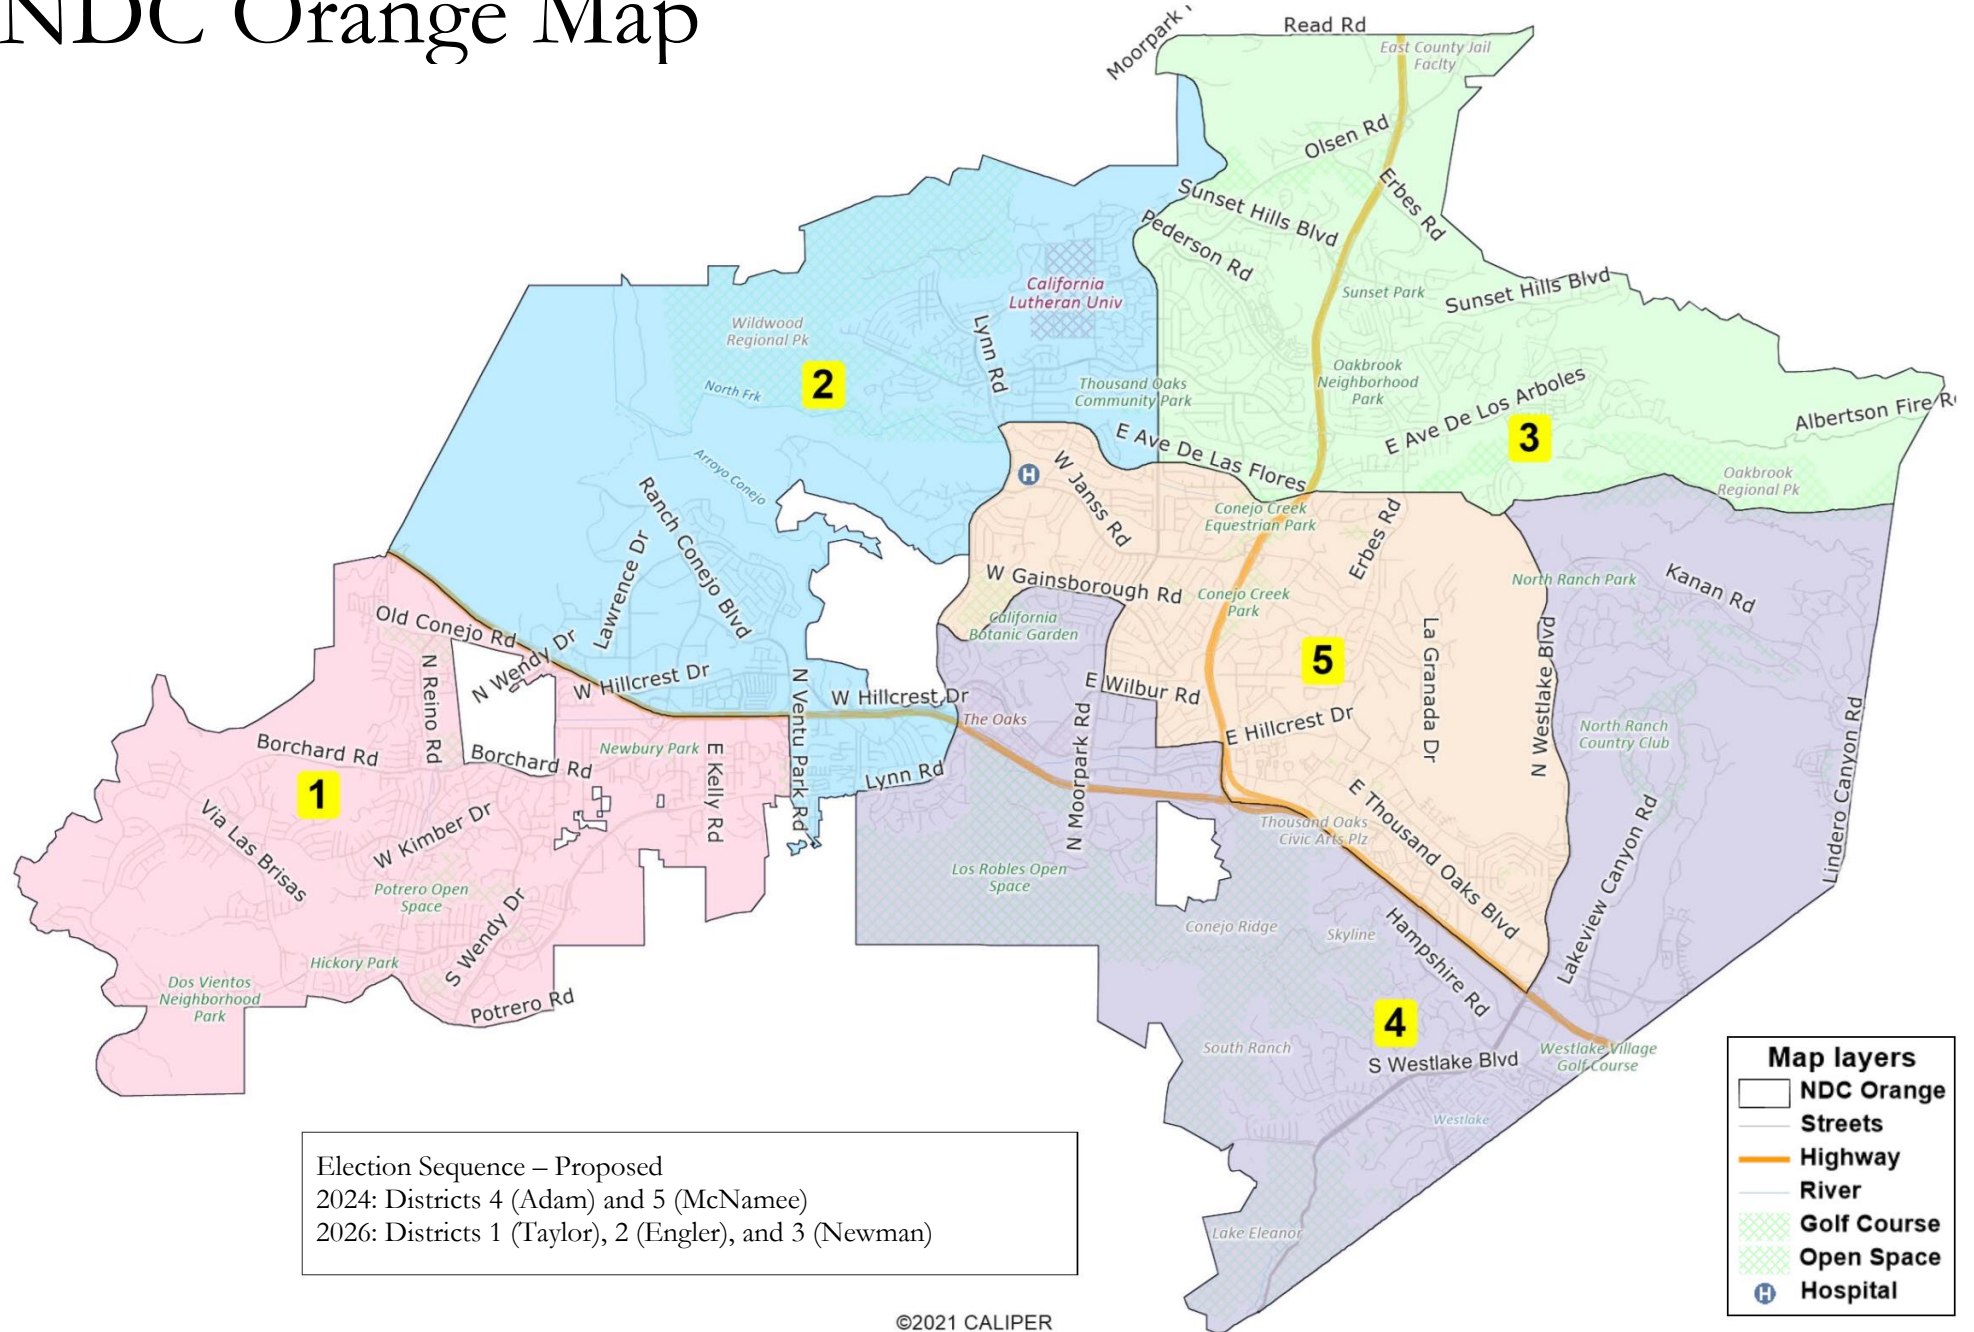 NDC Orange Map
Moorpark
Read Rd
East County Jail
Faclty
Olsen Rd
Erbes Rd
Sunset Hills Blvd
Pederson Rd
Sunset Park
Sunset Hills Blvd
California
Lutheran Univ
Wildwood
Regional Pk
Lynn Rd
2
North Frk
Thousand Oaks
Community Park
Oakbrook
Neighborhood
Park
E Ave De Los Arboles
Albertson Fire
3
E Ave De Las Flores
Oakbrook
Regional Pk
H
W Janss Rd
Arroyo Conejo
Ranch Conejo Blvd
Lawrence Dr
Conejo Creek
Equestrian Park
Erbes Rd
W Gainsborough Rd
Conejo Creek
Park
North Ranch Park
Kanan Rd
California
Botanic Garden
Old Conejo Rd
N Wendy Dr
N Reino Rd
W Hillcrest Dr
W Hillcrest Dr
N Ventu Park Rd
The Oaks
E Wilbur Rd
5
La Granada Dr
N Westlake Blvd
E Hillcrest Dr
North Ranch
Country Club
Lindero Canyon Rd
Borchard Rd
Borchard Rd
Newbury Park
E Kelly Rd
Lynn Rd
N Moorpark Rd
1
Via Las Brisas
W Kimber Dr
Thousand Oaks
Civic Arts Plz
E Thousand Oaks Blvd
Lakeview Canyon Rd
Potrero Open
Space
Los Robles Open
Space
S Wendy Dr
Conejo Ridge
Skyline
Hampshire Rd
Hickory Park
Dos Vientos
Neighborhood
Park
Potrero Rd
4
South Ranch
S Westlake Blvd
Westlake Village
Golf Course
Westlake
Lake Eleanor
Election Sequence – Proposed
2024: Districts 4 (Adam) and 5 (McNamee)
2026: Districts 1 (Taylor), 2 (Engler), and 3 (Newman)
Map layers
NDC Orange
Streets
Highway
River
Golf Course
Open Space
H Hospital
©2021 CALIPER